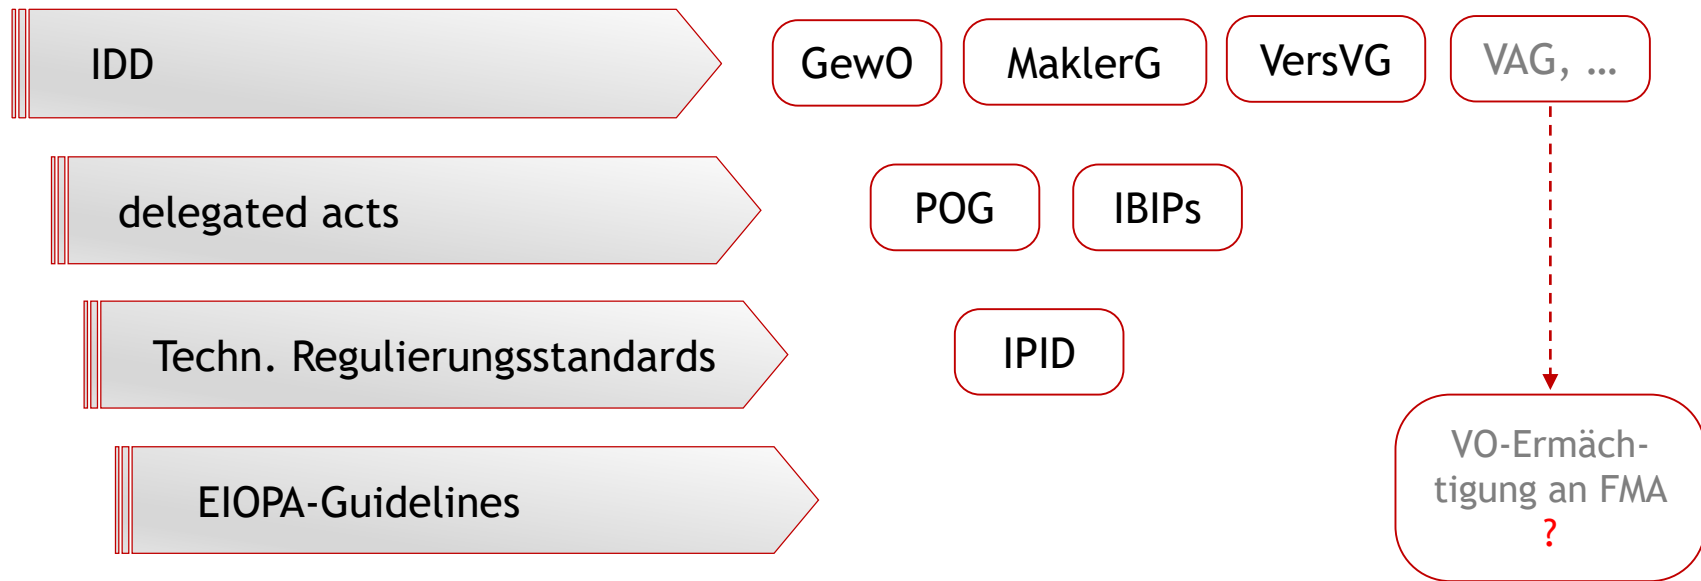 IDD
GewO
MaklerG
VersVG
VAG, ...
delegated acts
POG
IBIPs
Techn. Regulierungsstandards
IPID
EIOPA-Guidelines
VO-Ermäch-
tigung an FMA
?